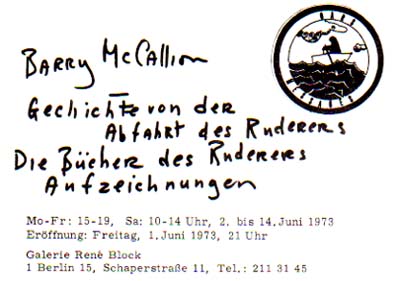 Barry McCallion
Gechichte von der
Abfahrt des Ruderers
Die Bücher des Ruderers
Aufzeichnungen
Mo-Fr: 15-19, Sa: 10-14 Uhr, 2. bis 14. Juni 1973
Eröffnung: Freitag, 1. Juni 1973, 21 Uhr
Galerie René Block
1 Berlin 15, Schaperstraße 11, Tel.: 211 31 45